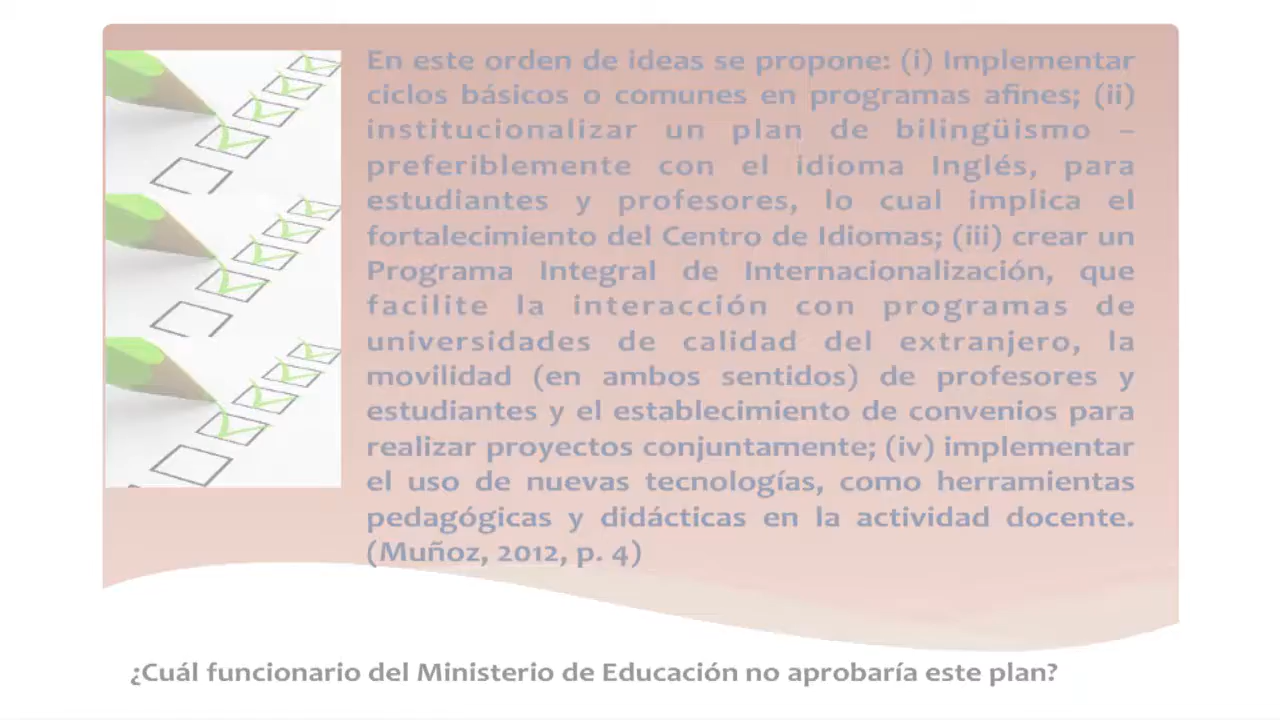 En este orden de ideas se propone: (i) Implementar
ciclos básicos o comunes en programas afines; (ii)
institucionalizar un plan de bilingüismo –
preferiblemente con el idioma Inglés, para
estudiantes y profesores, lo cual implica el
fortalecimiento del Centro de Idiomas; (iii) crear un
Programa Integral de Internacionalización, que
facilite la interacción con programas de
universidades de calidad del extranjero, la
movilidad (en ambos sentidos) de profesores y
estudiantes y el establecimiento de convenios para
realizar proyectos conjuntamente; (iv) implementar
el uso de nuevas tecnologías, como herramientas
pedagógicas y didácticas en la actividad docente.
(Muñoz, 2012, p. 4)
¿Cuál funcionario del Ministerio de Educación no aprobaría este plan?